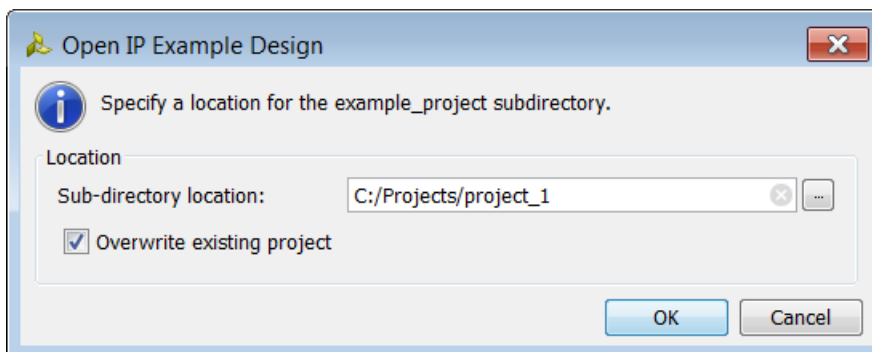 Open IP Example Design
Specify a location for the example_project subdirectory.
Location
Sub-directory location: C:/Projects/project_1 ...
Overwrite existing project
OK Cancel